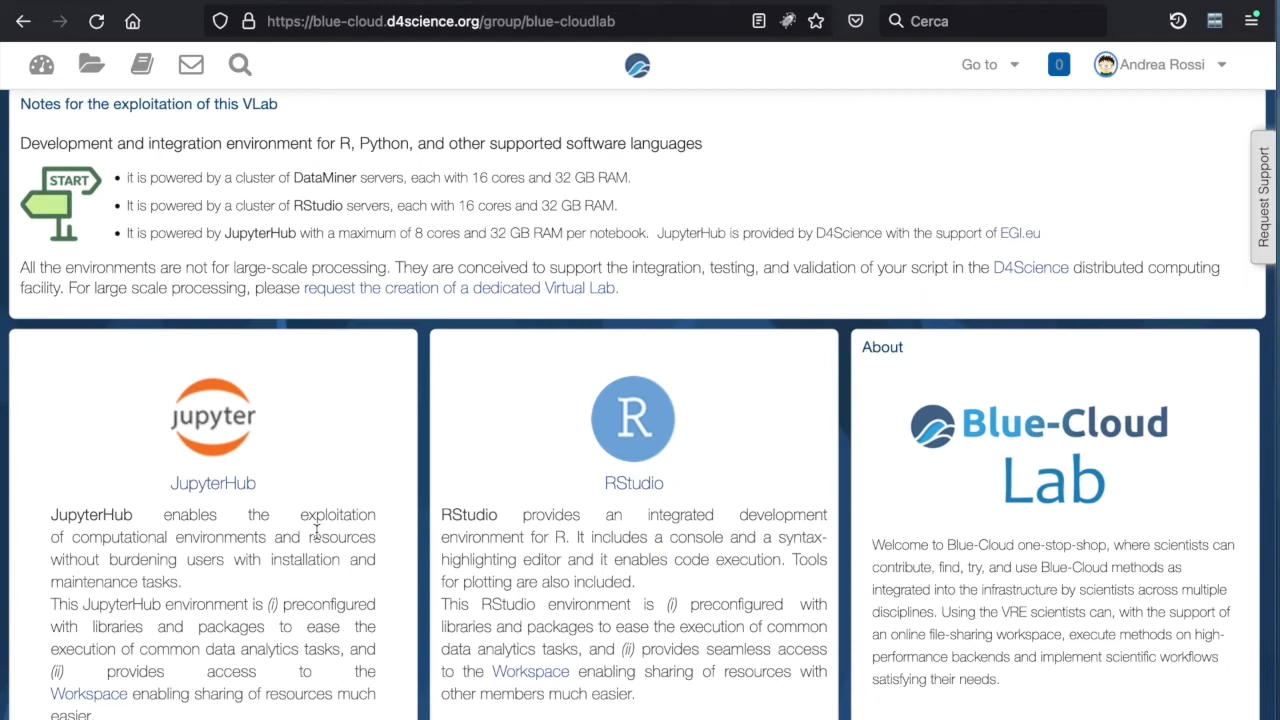 https://blue-cloud.d4science.org/group/blue-cloudlab
Cerca
Go to
0
Andrea Rossi
Notes for the exploitation of this VLab
Development and integration environment for R, Python, and other supported software languages
START
• it is powered by a cluster of DataMiner servers, each with 16 cores and 32 GB RAM.
• It is powered by a cluster of RStudio servers, each with 16 cores and 32 GB RAM.
• It is powered by JupyterHub with a maximum of 8 cores and 32 GB RAM per notebook. JupyterHub is provided by D4Science with the support of EGI.eu
All the environments are not for large-scale processing. They are conceived to support the integration, testing, and validation of your script in the D4Science distributed computing
facility. For large scale processing, please request the creation of a dedicated Virtual Lab.
Request Support
jupyter
JupyterHub
JupyterHub enables the exploitation
of computational environments and resources
without burdening users with installation and
maintenance tasks.
This JupyterHub environment is (i) preconfigured
with libraries and packages to ease the
execution of common data analytics tasks, and
(ii) provides access to the
Workspace enabling sharing of resources much
easier.
R
RStudio
RStudio provides an integrated development
environment for R. It includes a console and a syntax-
highlighting editor and it enables code execution. Tools
for plotting are also included.
This RStudio environment is (i) preconfigured with
libraries and packages to ease the execution of common
data analytics tasks, and (ii) provides seamless access
to the Workspace enabling sharing of resources with
other members much easier.
About
Blue-Cloud
Lab
Welcome to Blue-Cloud one-stop-shop, where scientists can
contribute, find, try, and use Blue-Cloud methods as
integrated into the infrastructure by scientists across multiple
disciplines. Using the VRE scientists can, with the support of
an online file-sharing workspace, execute methods on high-
performance backends and implement scientific workflows
satisfying their needs.